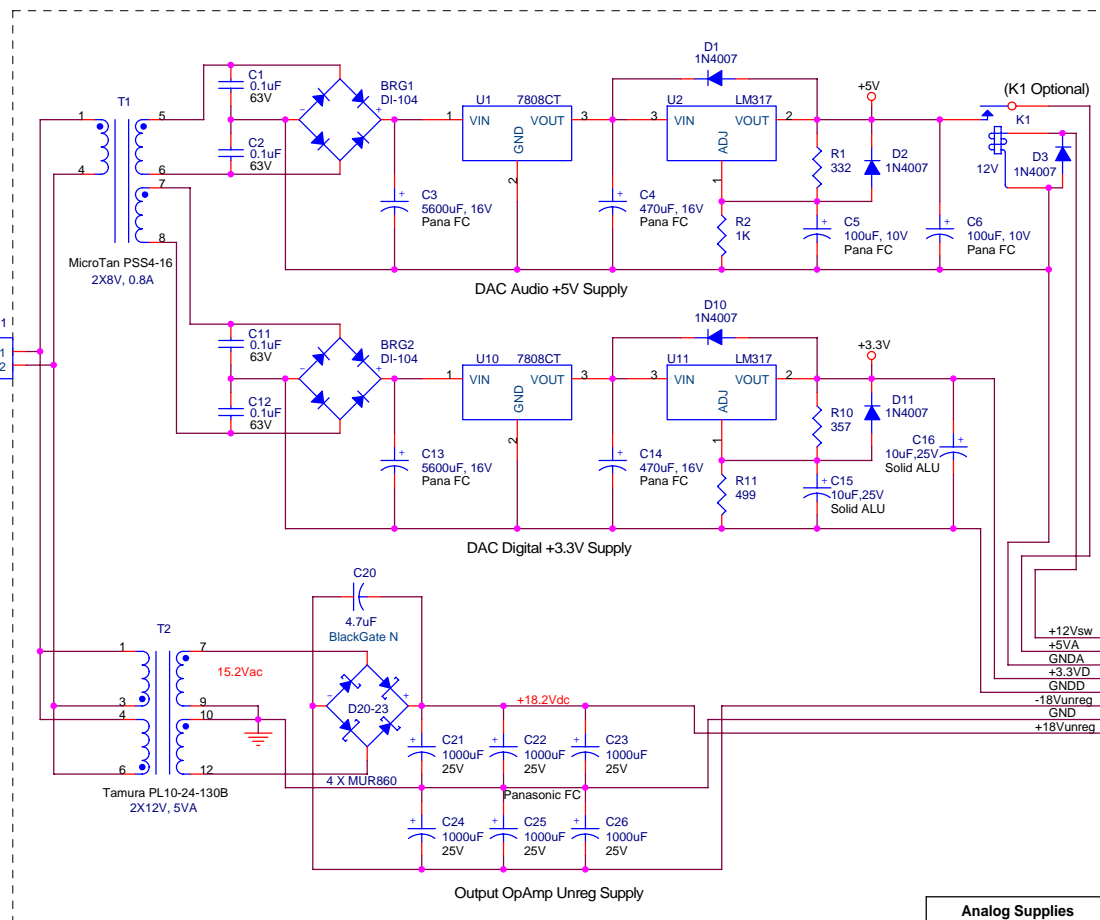 D1
1N4007
C1
0.1uF
63V
BRG1
DI-104
+5V
(K1 Optional)
K1
T1
1
5
U1
7808CT
1
VIN
VOUT
3
GND
2
U2
LM317
3
VIN
VOUT
2
ADJ
1
C2
0.1uF
63V
4
6
7
8
R1
332
D2
1N4007
12V
D3
1N4007
C3
5600uF, 16V
Pana FC
C4
470uF, 16V
Pana FC
R2
1K
C5
100uF, 10V
Pana FC
C6
100uF, 10V
Pana FC
MicroTan PSS4-16
2X8V, 0.8A
DAC Audio +5V Supply
D10
1N4007
1
1
2
C11
0.1uF
63V
BRG2
DI-104
U10
7808CT
1
VIN
VOUT
3
GND
2
U11
LM317
3
VIN
VOUT
2
ADJ
1
+3.3V
C12
0.1uF
63V
R10
357
D11
1N4007
C16
10uF,25V
Solid ALU
C13
5600uF, 16V
Pana FC
C14
470uF, 16V
Pana FC
R11
499
C15
10uF,25V
Solid ALU
DAC Digital +3.3V Supply
C20
4.7uF
BlackGate N
T2
1
7
15.2Vac
3
9
4
10
6
12
D20-23
4 X MUR860
+18.2Vdc
+12Vsw
+5VA
GNDA
+3.3VD
GNDD
-18Vunreg
GND
+18Vunreg
C21
1000uF
25V
C22
1000uF
25V
C23
1000uF
25V
Tamura PL10-24-130B
2X12V, 5VA
Panasonic FC
C24
1000uF
25V
C25
1000uF
25V
C26
1000uF
25V
Output OpAmp Unreg Supply
Analog Supplies